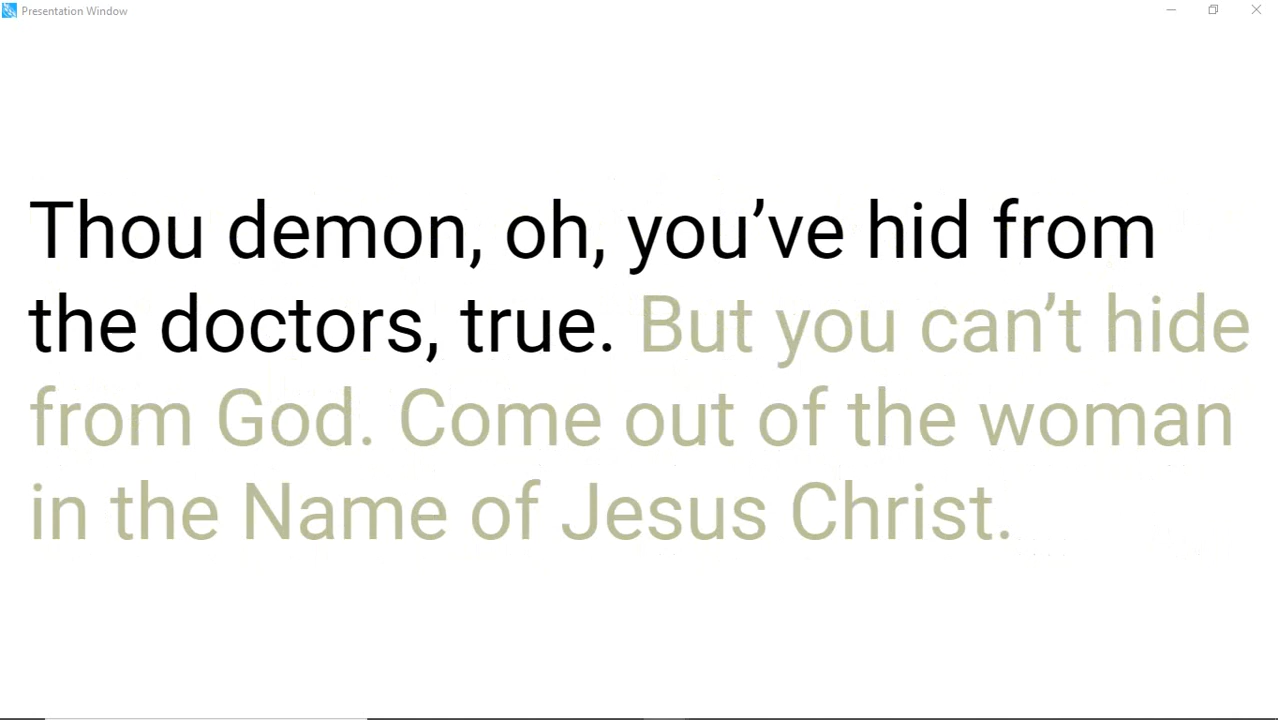 Presentation Window
Thou demon, oh, you’ve hid from
the doctors, true. But you can’t hide
from God. Come out of the woman
in the Name of Jesus Christ.